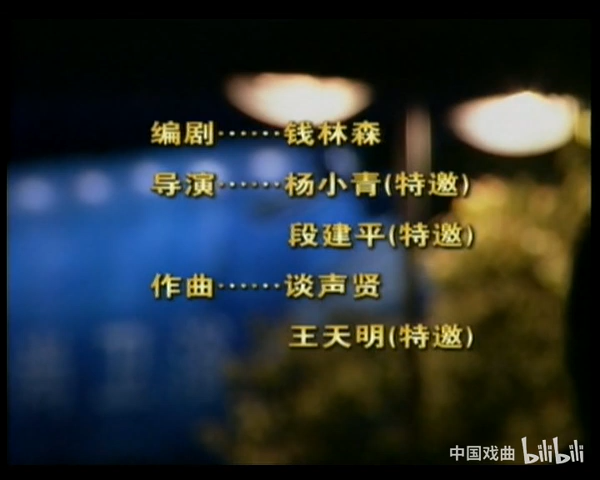 编剧……钱林森
导演……杨小青(特邀)
段建平(特邀)
作曲……谈声贤
王天明(特邀)
中国戏曲 bilibili